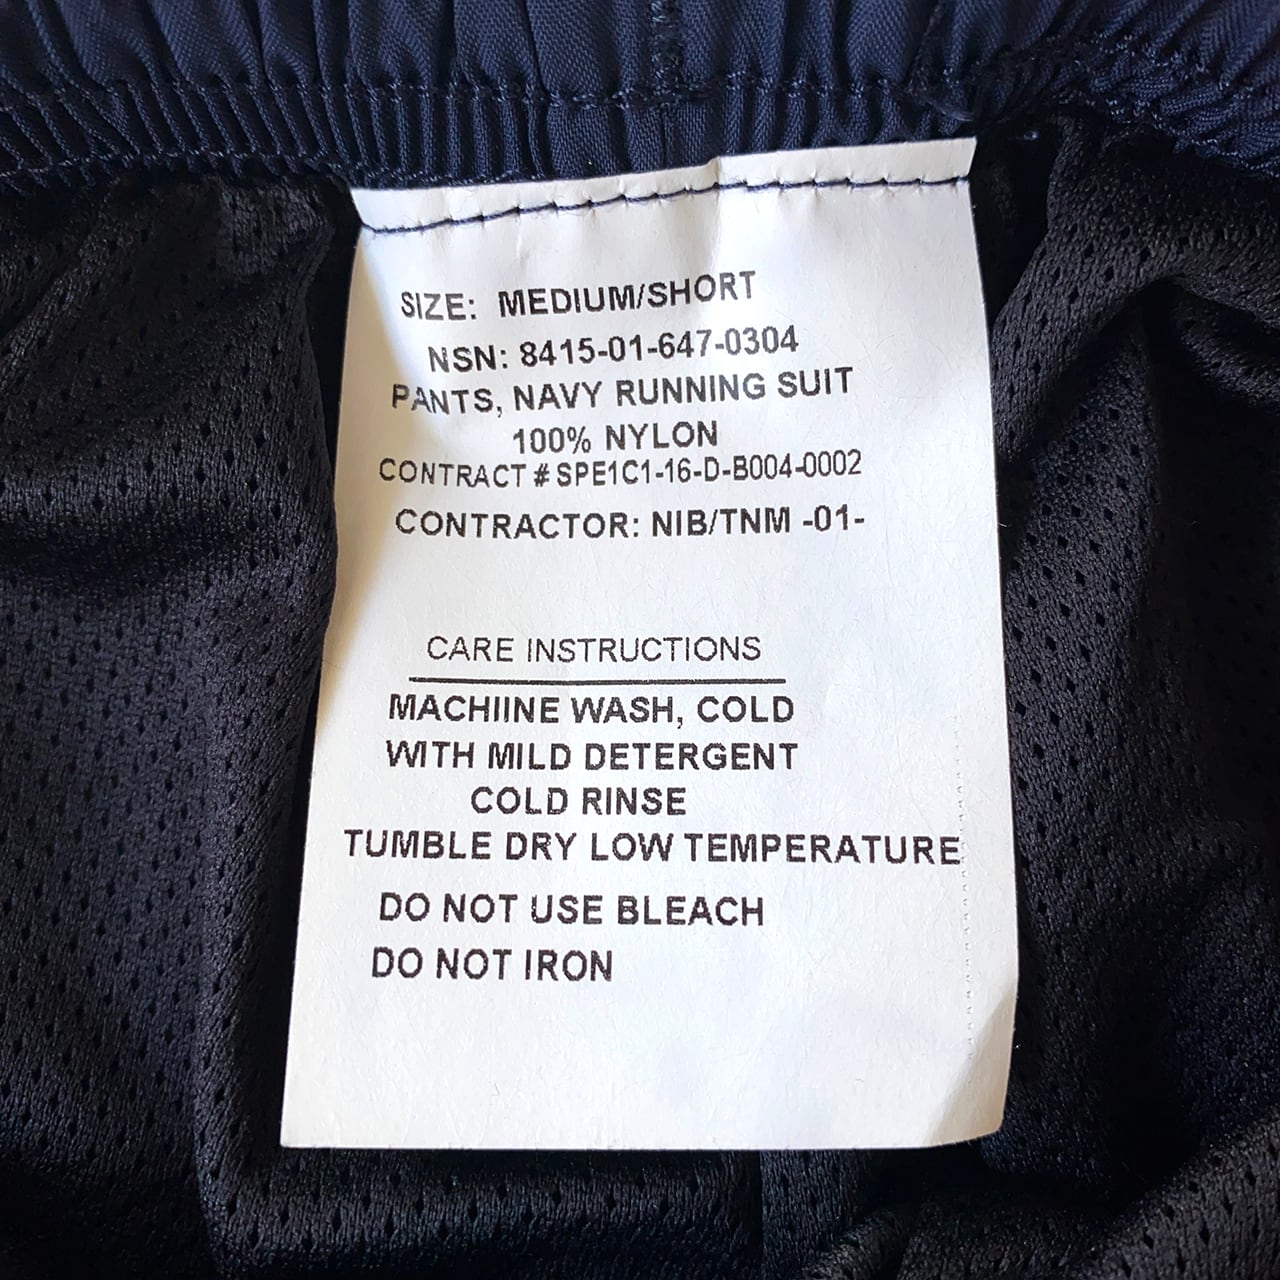 SIZE: MEDIUM/SHORT
NSN: 8415-01-647-0304
PANTS, NAVY RUNNING SUIT
100% NYLON
CONTRACT # SPE1C1-16-D-B004-0002
CONTRACTOR: NIB/TNM -01-
CARE INSTRUCTIONS
MACHIINE WASH, COLD
WITH MILD DETERGENT
COLD RINSE
TUMBLE DRY LOW TEMPERATURE
DO NOT USE BLEACH
DO NOT IRON